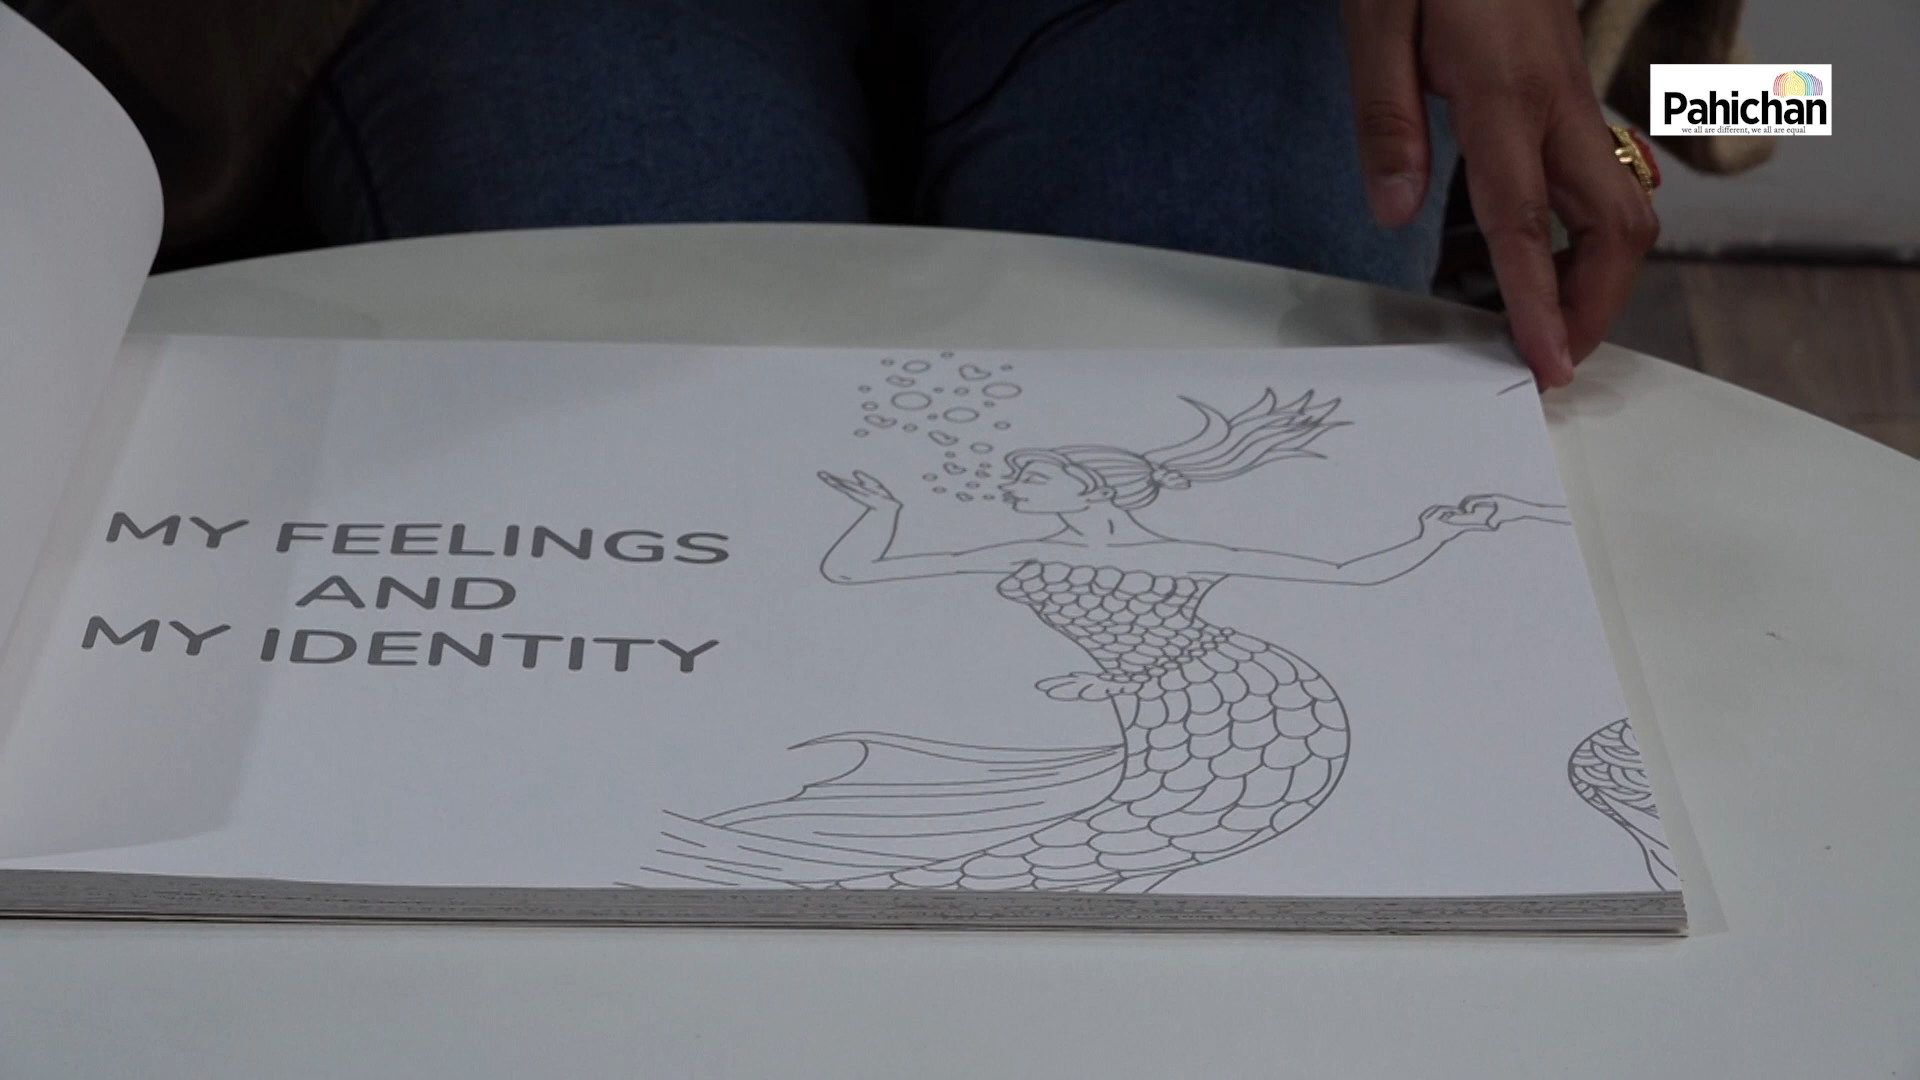 Pahichan
we all are different, we all are equal
MY FEELINGS
AND
MY IDENTITY